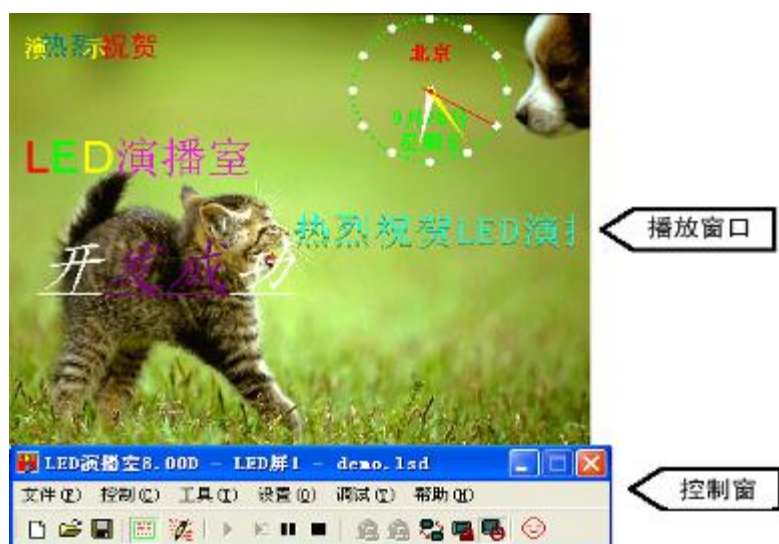 演热烈示祝贺
北京
LED演播室
热烈祝贺LED演播
开发成功
播放窗口
LED演播室8.00D - LED屏1 - demo.lsd
文件(F) 控制(C) 工具(T) 设置(O) 调试(T) 帮助(H)
控制窗